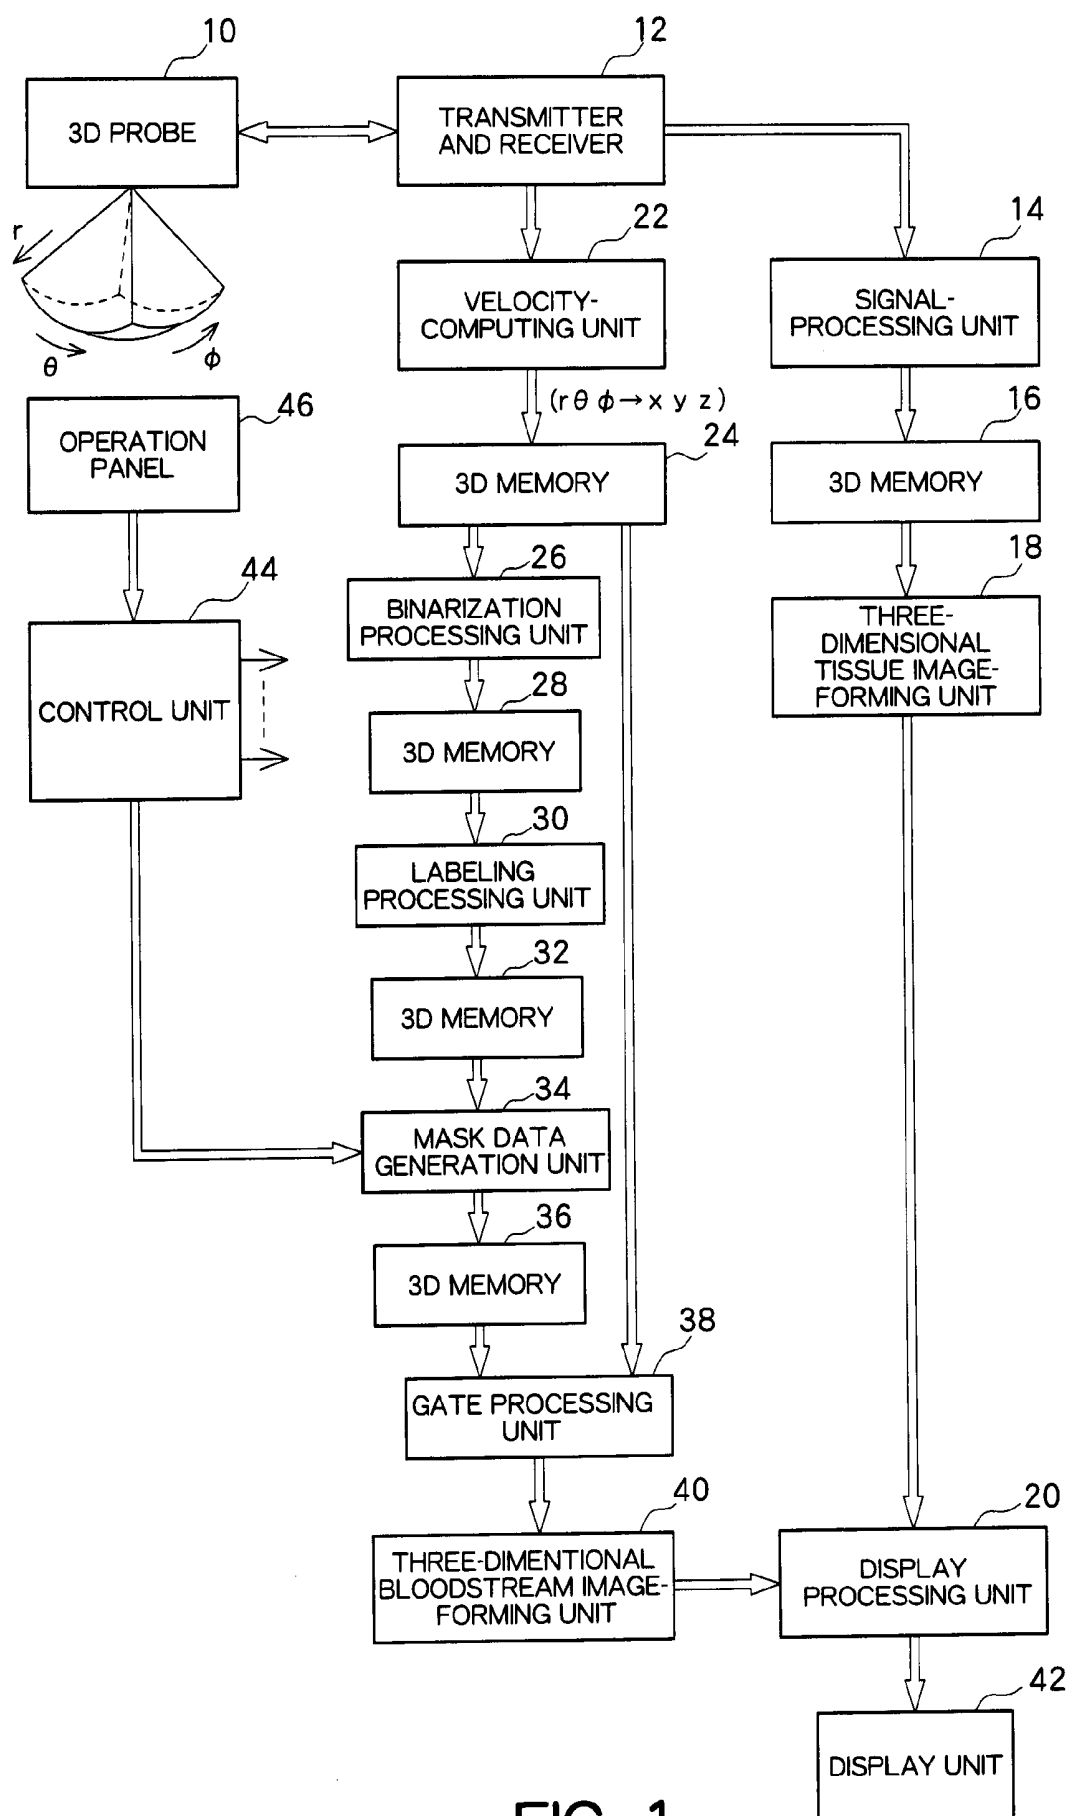 10
3D PROBE
r
θ
ϕ
12
TRANSMITTER
AND RECEIVER
22
VELOCITY-
COMPUTING UNIT
(r θ ϕ → x y z)
14
SIGNAL-
PROCESSING UNIT
46
OPERATION
PANEL
24
3D MEMORY
16
3D MEMORY
26
BINARIZATION
PROCESSING UNIT
18
THREE-
DIMENSIONAL
TISSUE IMAGE-
FORMING UNIT
44
CONTROL UNIT
28
3D MEMORY
30
LABELING
PROCESSING UNIT
32
3D MEMORY
34
MASK DATA
GENERATION UNIT
36
3D MEMORY
38
GATE PROCESSING
UNIT
40
THREE-DIMENTIONAL
BLOODSTREAM IMAGE-
FORMING UNIT
20
DISPLAY
PROCESSING UNIT
42
DISPLAY UNIT
FIG. 1